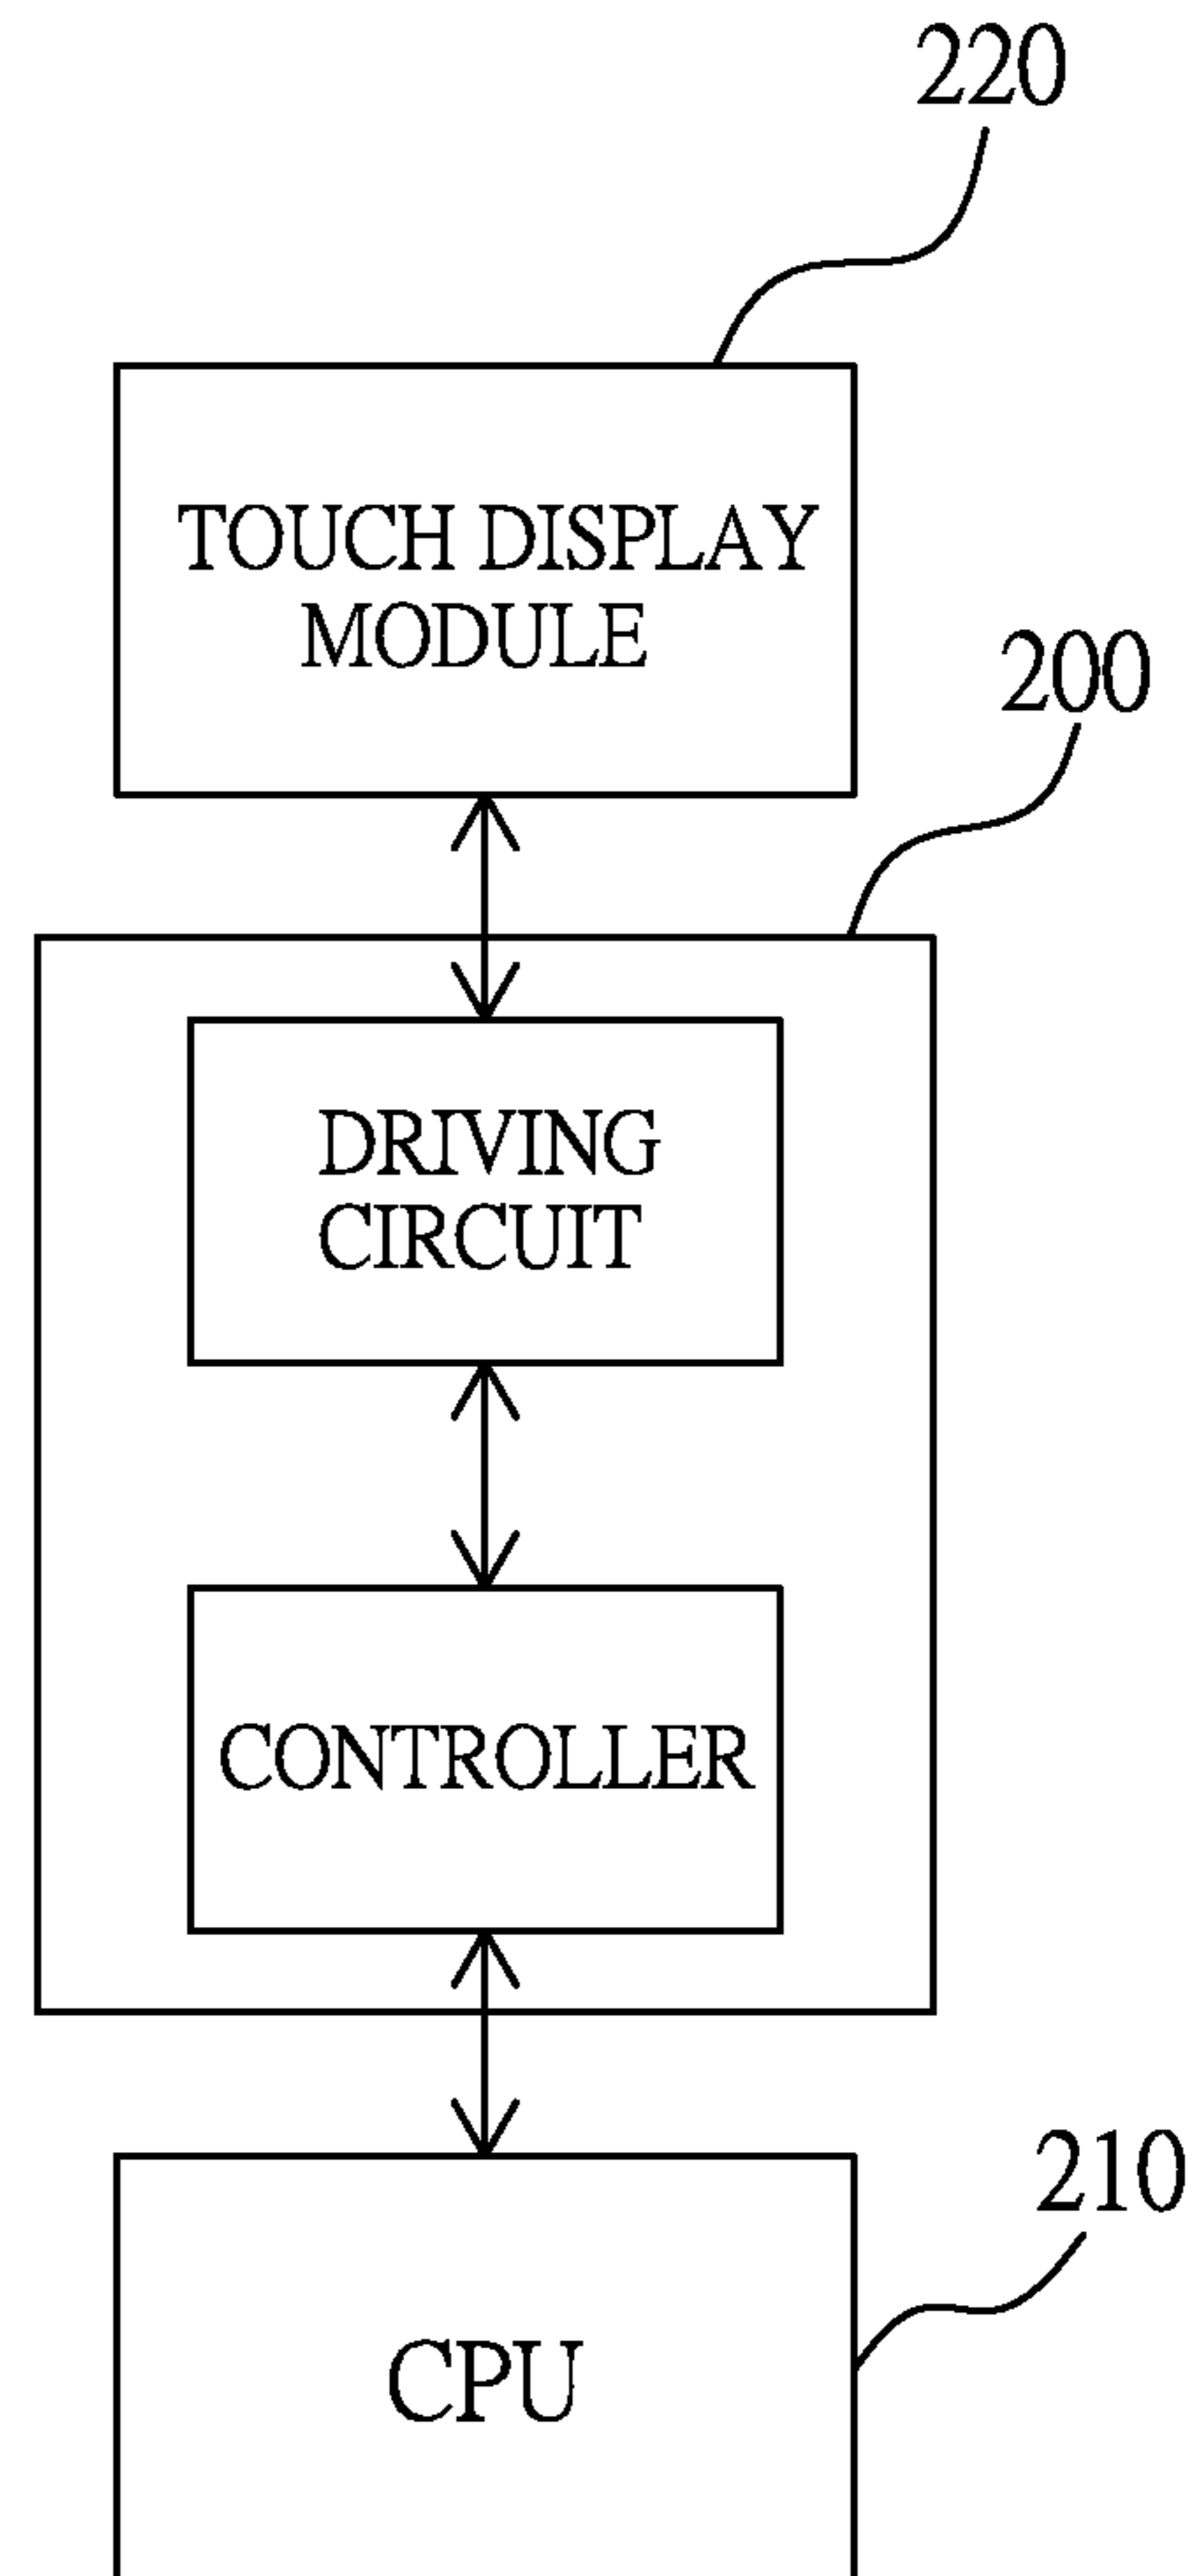 220
TOUCH DISPLAY
MODULE
200
DRIVING
CIRCUIT
CONTROLLER
210
CPU